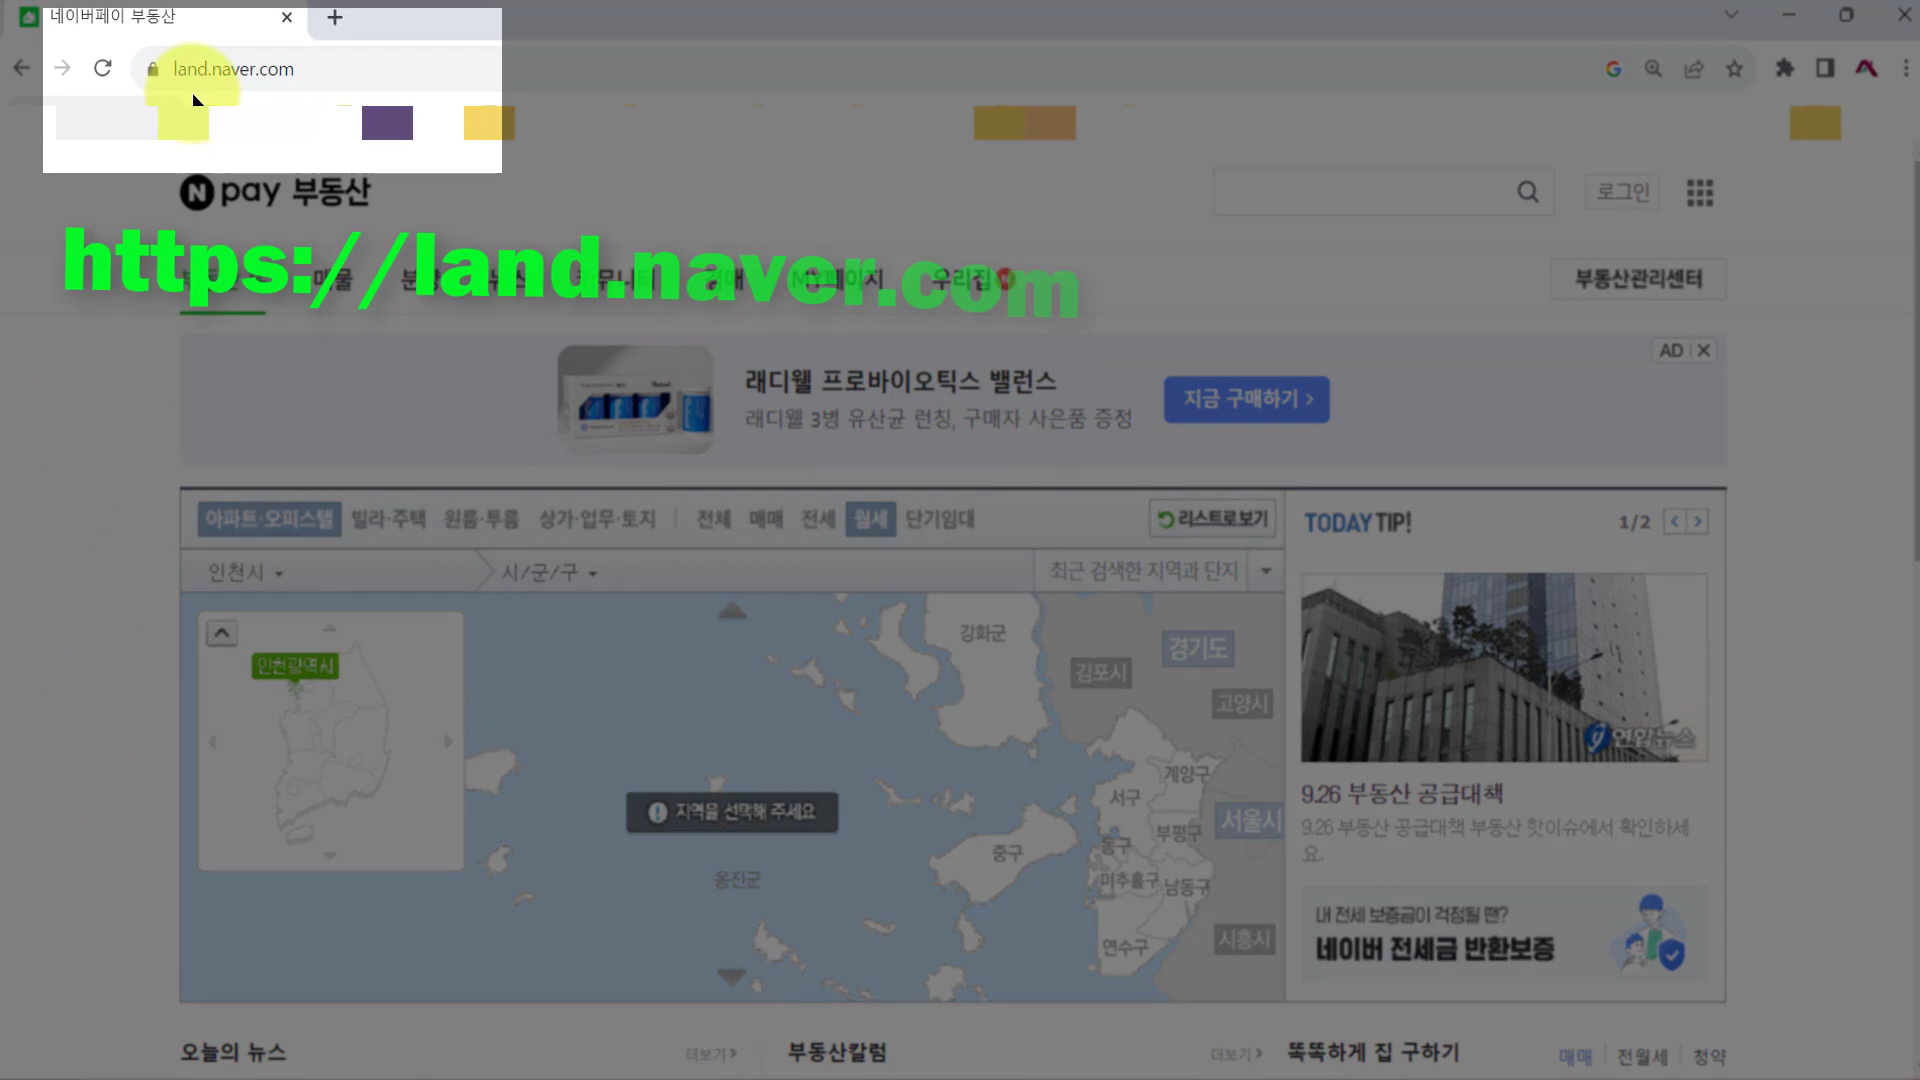 네이버페이 부동산
land.naver.com
N pay 부동산
로그인
https://land.naver.com
매물
MY페이지
우리집
부동산관리센터
AD
래디웰 프로바이오틱스 밸런스
래디웰 3병 유산균 런칭, 구매자 사은품 증정
지금 구매하기
아파트·오피스텔 빌라·주택 원룸·투룸 상가·업무·토지 전체 매매 전세 월세 단기임대
리스트로보기
TODAY TIP!
1/2
인천시
시/군/구
최근 검색한 지역과 단지
인천광역시
강화군
경기도
김포시
고양시
계양구
서구
서울시
부평구
중구
동구
미추홀구
남동구
옹진군
연수구
시흥시
지역을 선택해 주세요
연합뉴스
9.26 부동산 공급대책
9.26 부동산 공급대책 부동산 핫이슈에서 확인하세
요.
내 전세 보증금이 걱정될 땐?
네이버 전세금 반환보증
오늘의 뉴스
더보기
부동산칼럼
더보기
똑똑하게 집 구하기
매매
전월세
청약